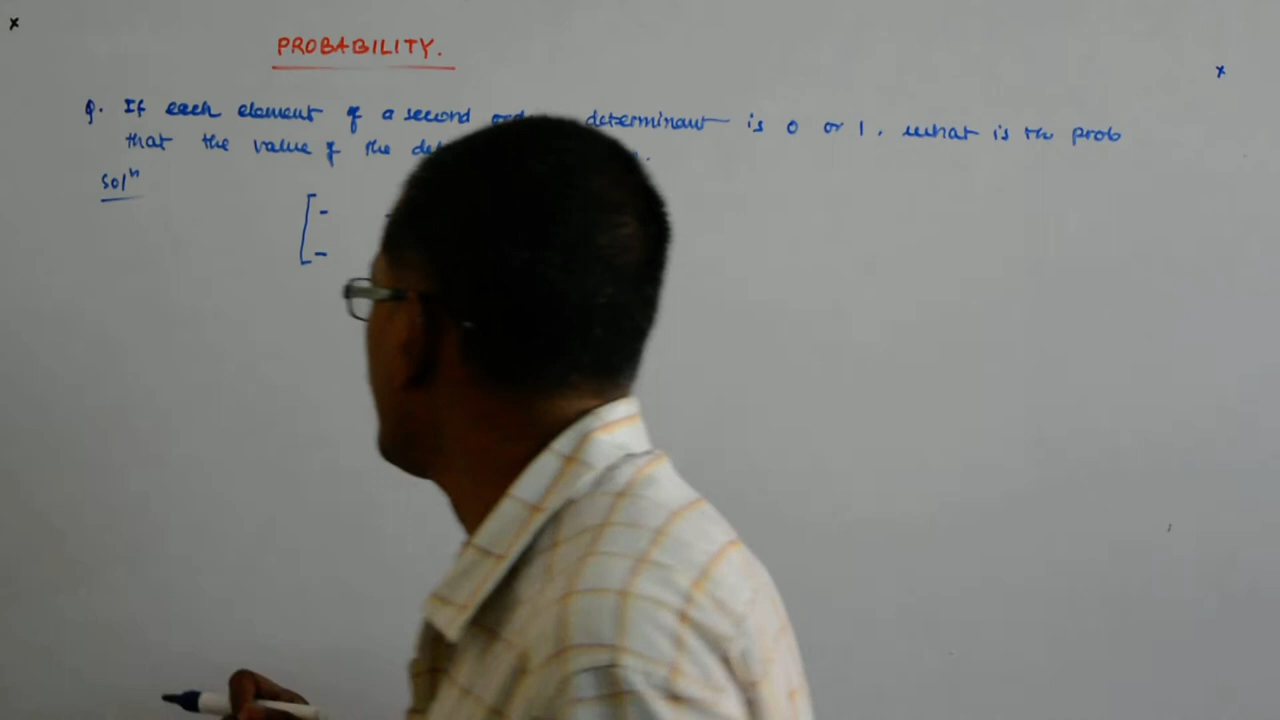 PROBABILITY.
Q. If each element of a second determinant is 0 or 1. what is the prob
that the value of the
Solⁿ